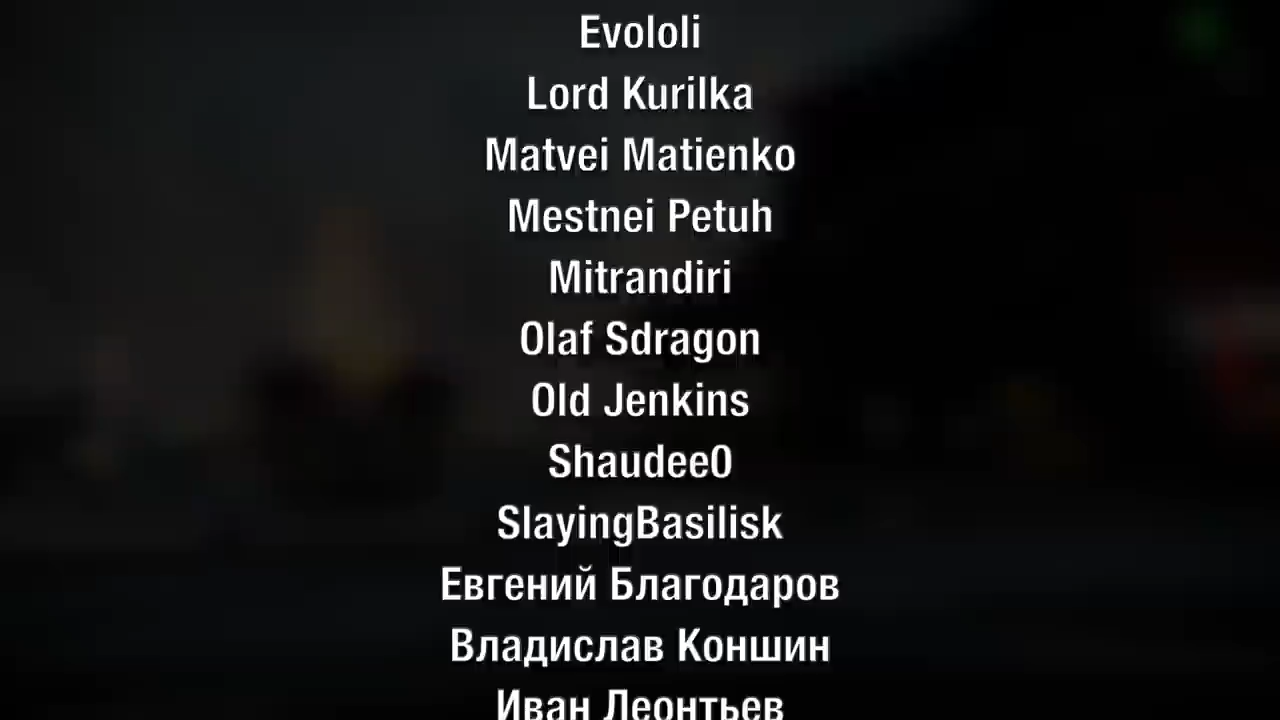 Evololi
Lord Kurilka
Matvei Matienko
Mestnei Petuh
Mitrandiri
Olaf Sdragon
Old Jenkins
Shaudee0
SlayingBasilisk
Евгений Благодаров
Владислав Коншин
Иван Леонтьев